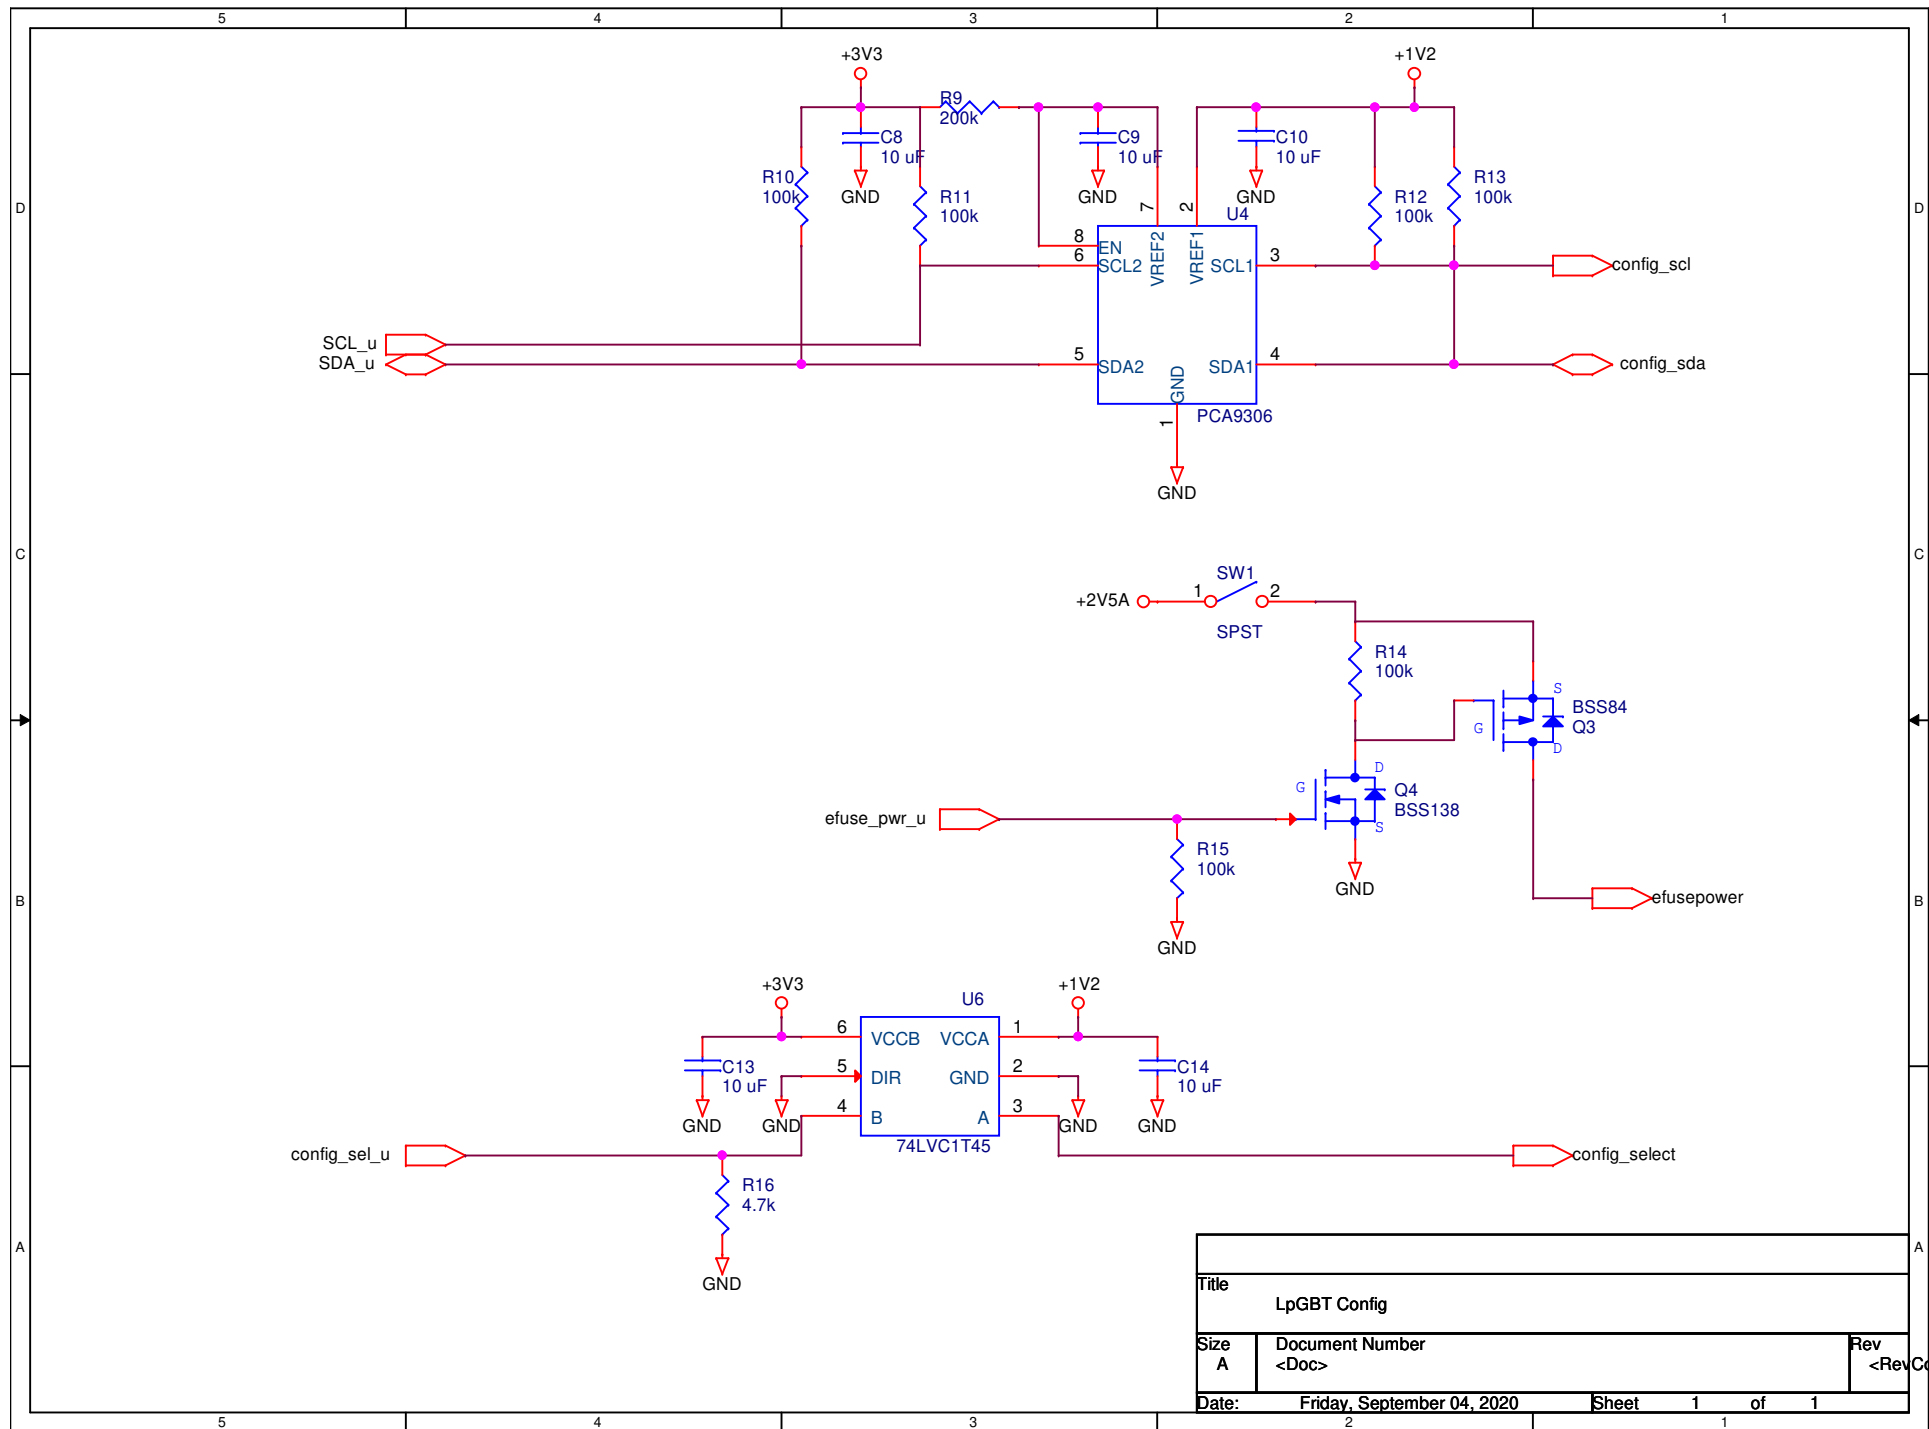 5 4 3 2 1
+3V3
+1V2
R9
200k
C8
10 uF
C9
10 uF
C10
10 uF
R10
100k
GND
R11
100k
GND
GND
R12
100k
R13
100k
D
D
7
2
U4
8
EN
6
SCL2
VREF2
VREF1
SCL1
3
config_scl
SCL_u
SDA_u
5
SDA2
SDA1
4
config_sda
GND
1
PCA9306
GND
C
C
SW1
+2V5A
1
2
SPST
R14
100k
S
G
D
BSS84
Q3
D
G
S
Q4
BSS138
efuse_pwr_u
R15
100k
GND
GND
efusepower
B
B
+3V3
U6
+1V2
6
VCCB
VCCA
1
C13
10 uF
5
DIR
GND
2
C14
10 uF
GND
GND
4
B
A
3
GND
GND
74LVC1T45
config_sel_u
config_select
R16
4.7k
GND
A
A
Title
LpGBT Config
Size
A
Document Number
<Doc>
Rev
<RevCo
Date:
Friday, September 04, 2020
Sheet 1 of 1
5 4 3 2 1